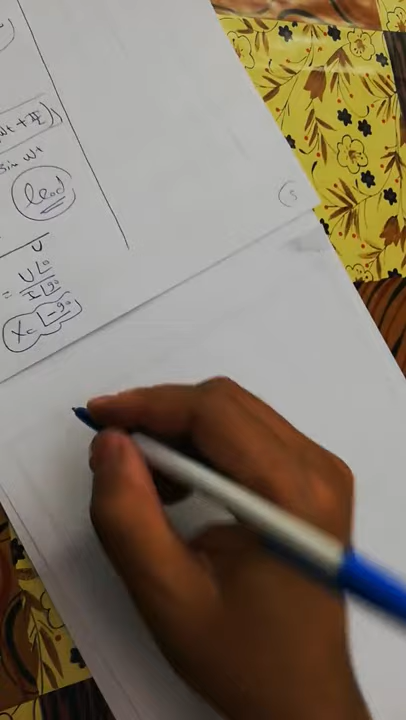 ωt + π/2)
sin ωt
lead
5
U
= U∠0
I∠90
Xc ∠-90